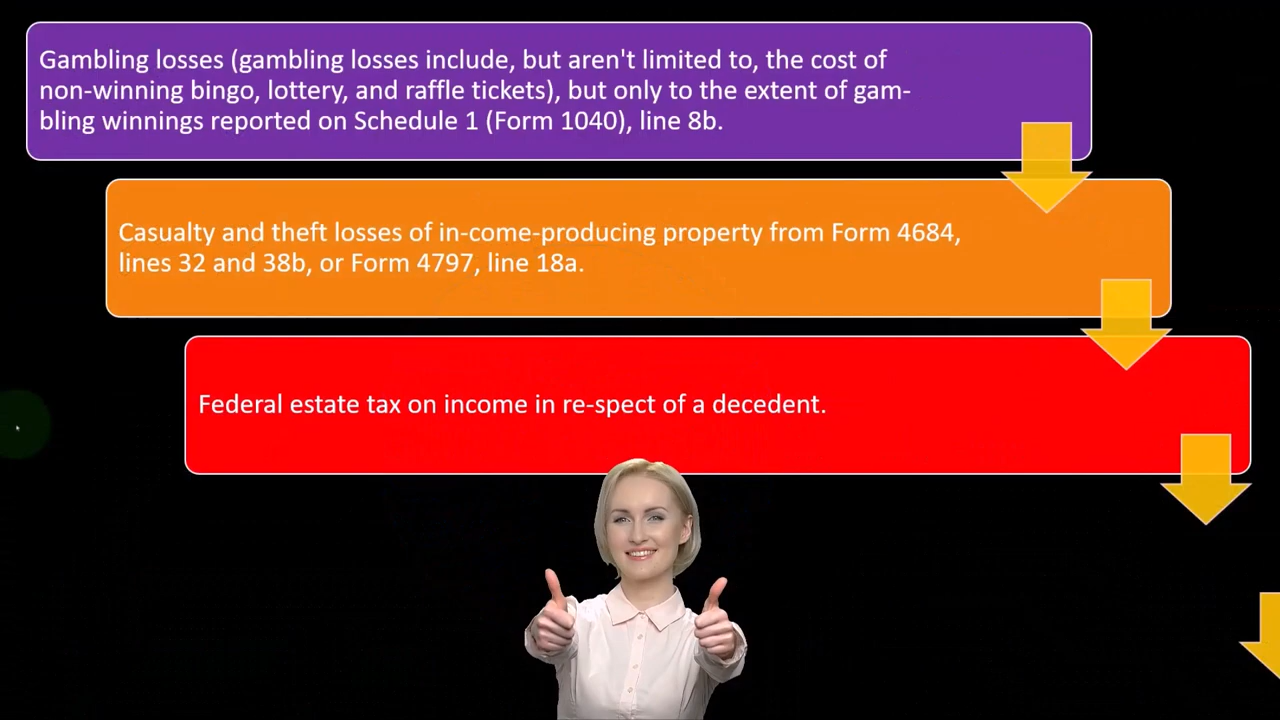 Gambling losses (gambling losses include, but aren't limited to, the cost of
non-winning bingo, lottery, and raffle tickets), but only to the extent of gam-
bling winnings reported on Schedule 1 (Form 1040), line 8b.
Casualty and theft losses of in-come-producing property from Form 4684,
lines 32 and 38b, or Form 4797, line 18a.
Federal estate tax on income in re-spect of a decedent.